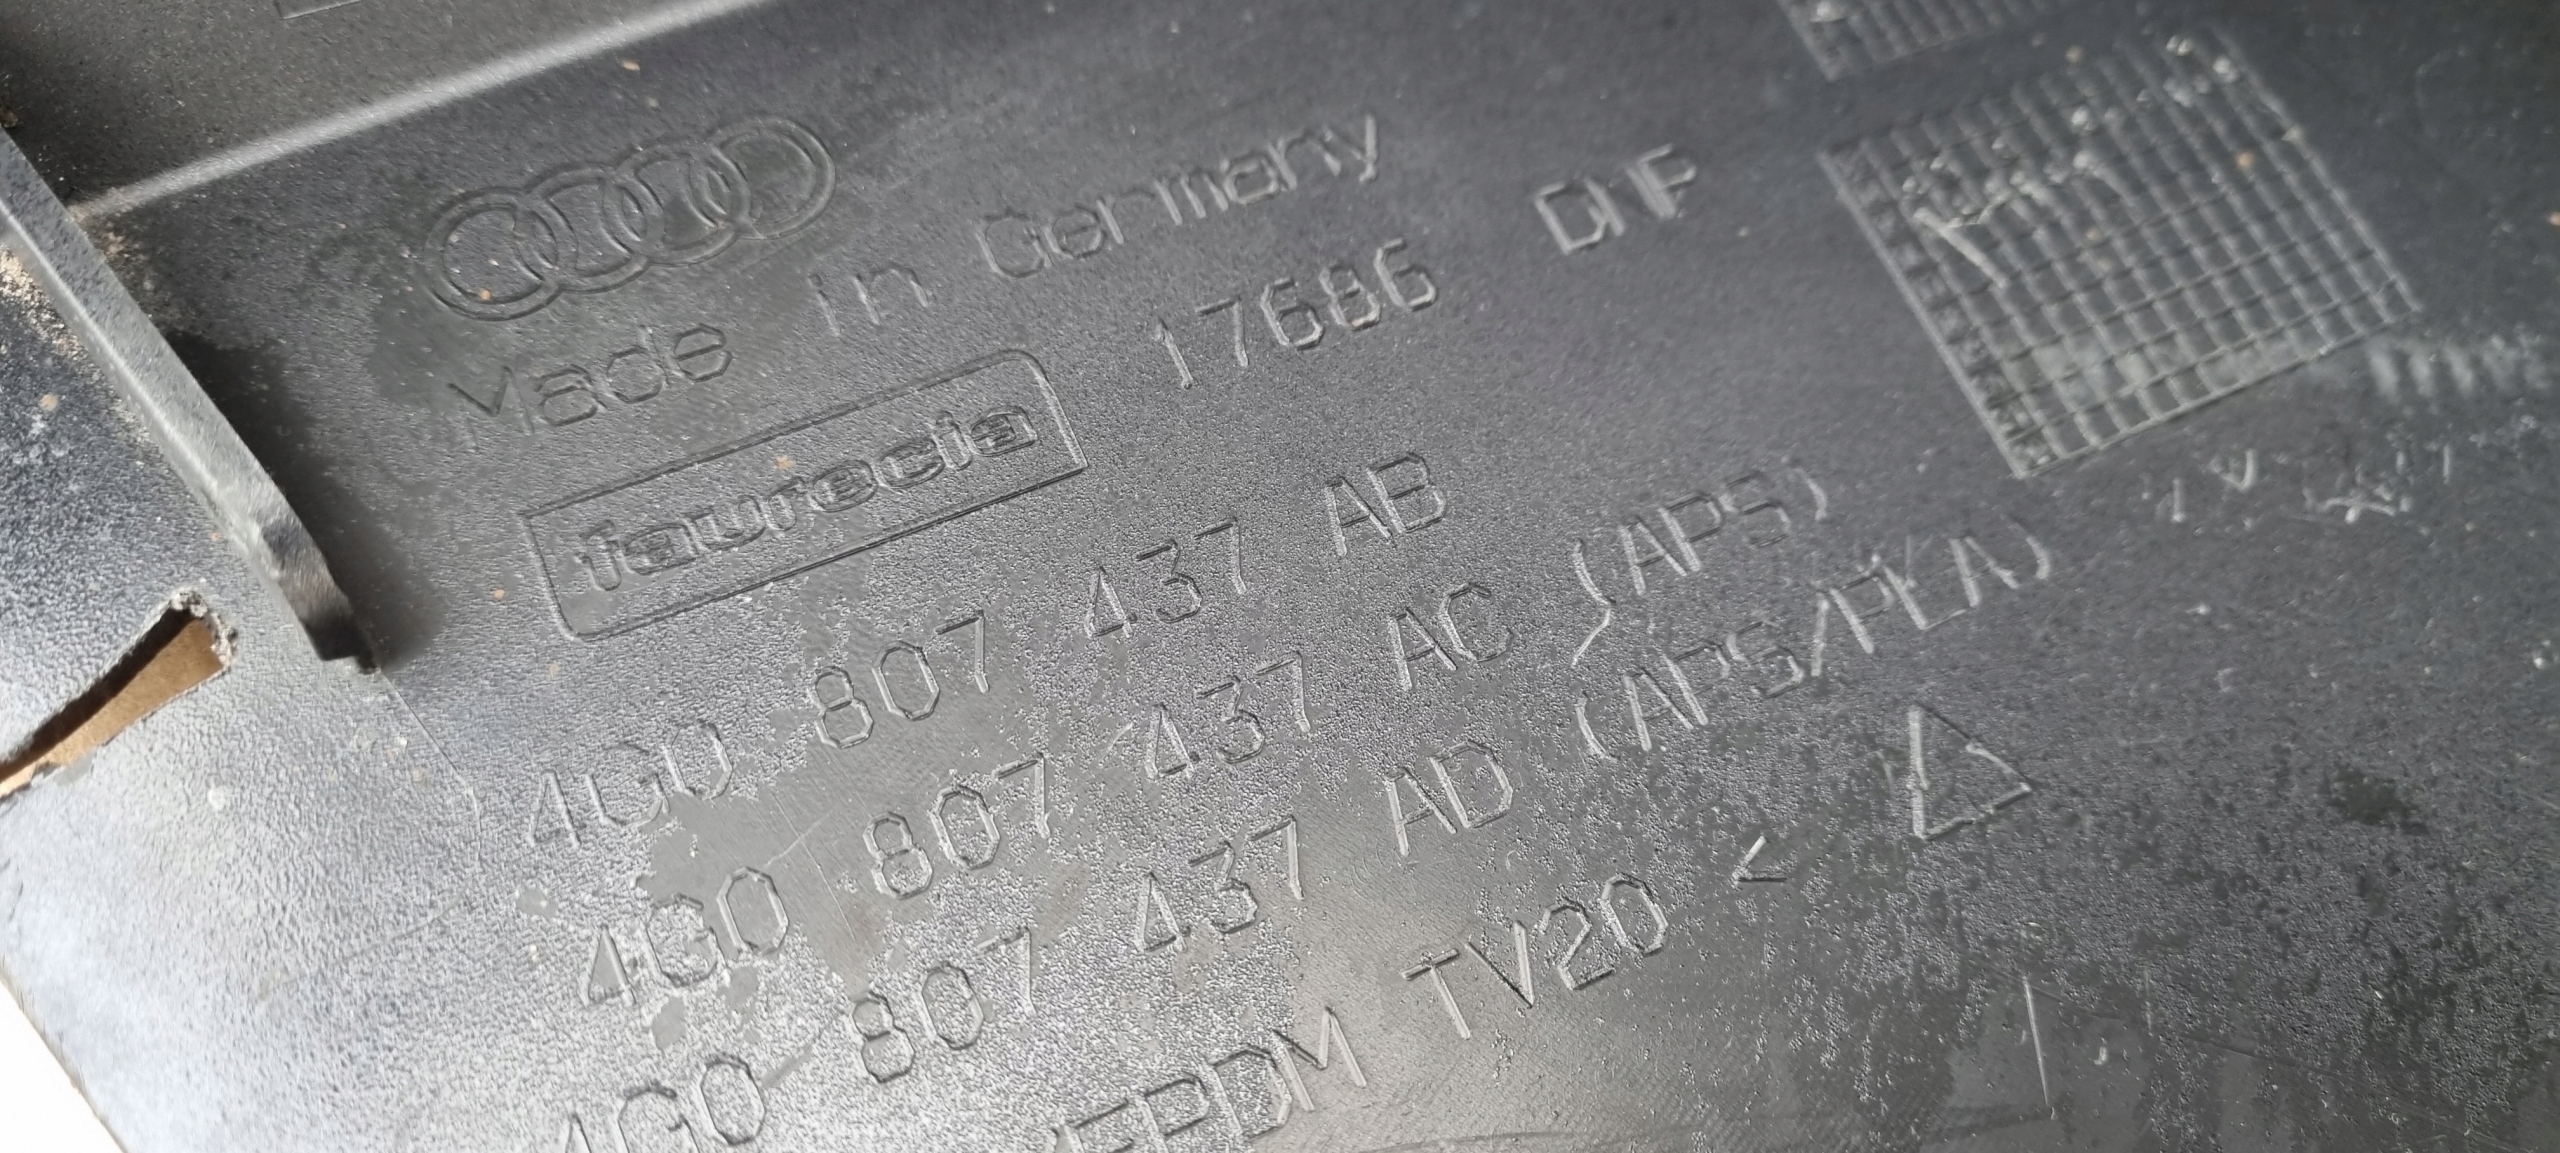 Made in Germany
faurecia 17686 DNF
4G0 807 437 AB
4G0 807 437 AC (APS)
4G0 807 437 AD (APS/PLA)
EPDM TV20 <